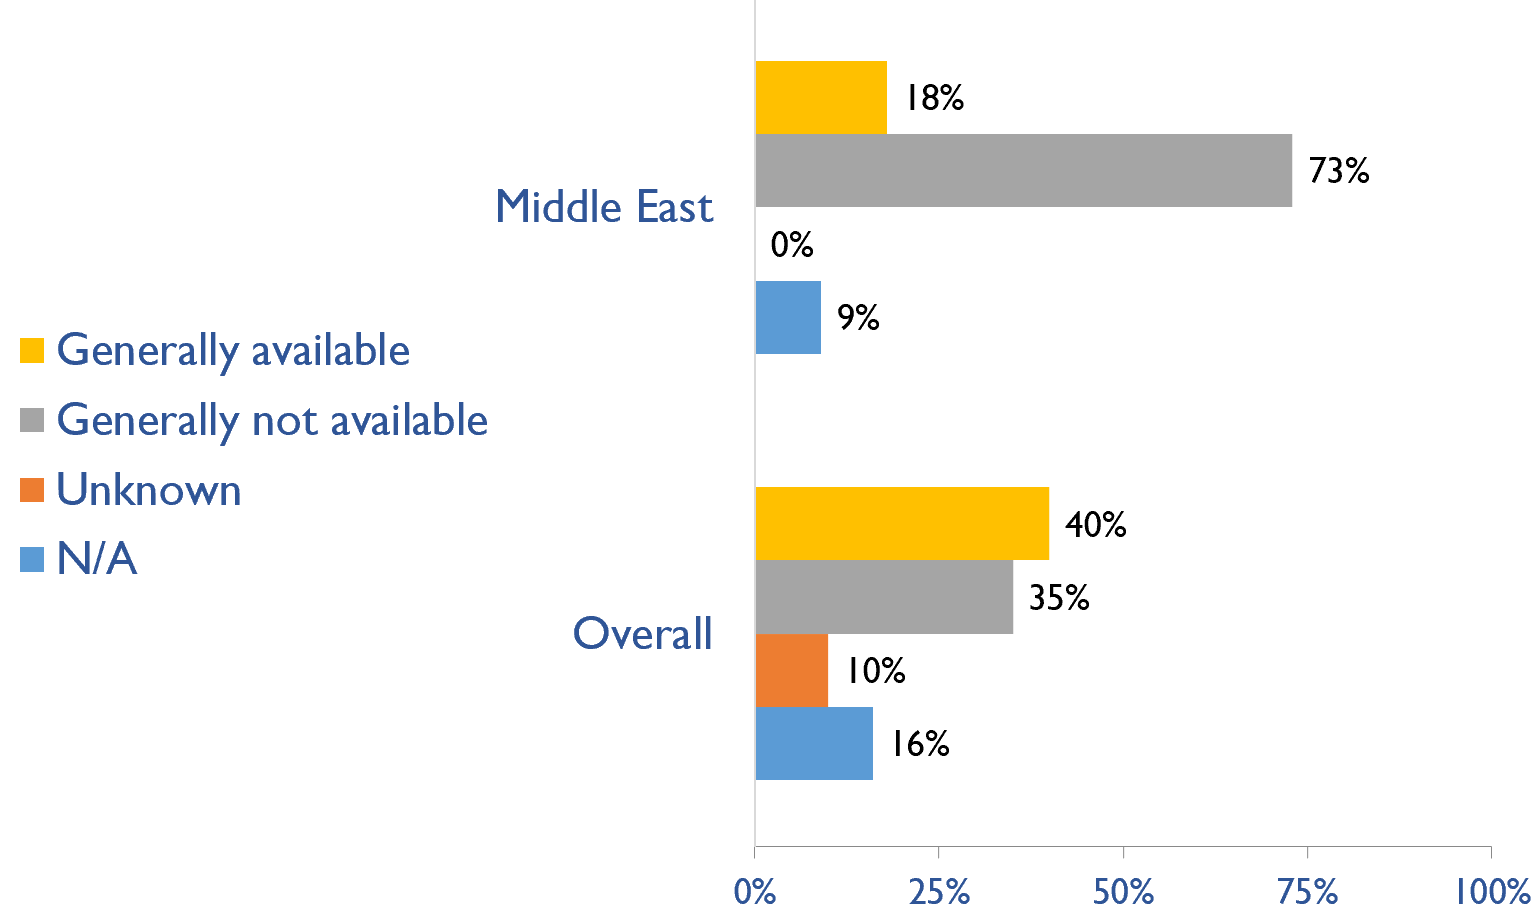 18%
73%
Middle East
0%
9%
Generally available
Generally not available
Unknown
N/A
40%
35%
Overall
10%
16%
0% 25% 50% 75% 100%